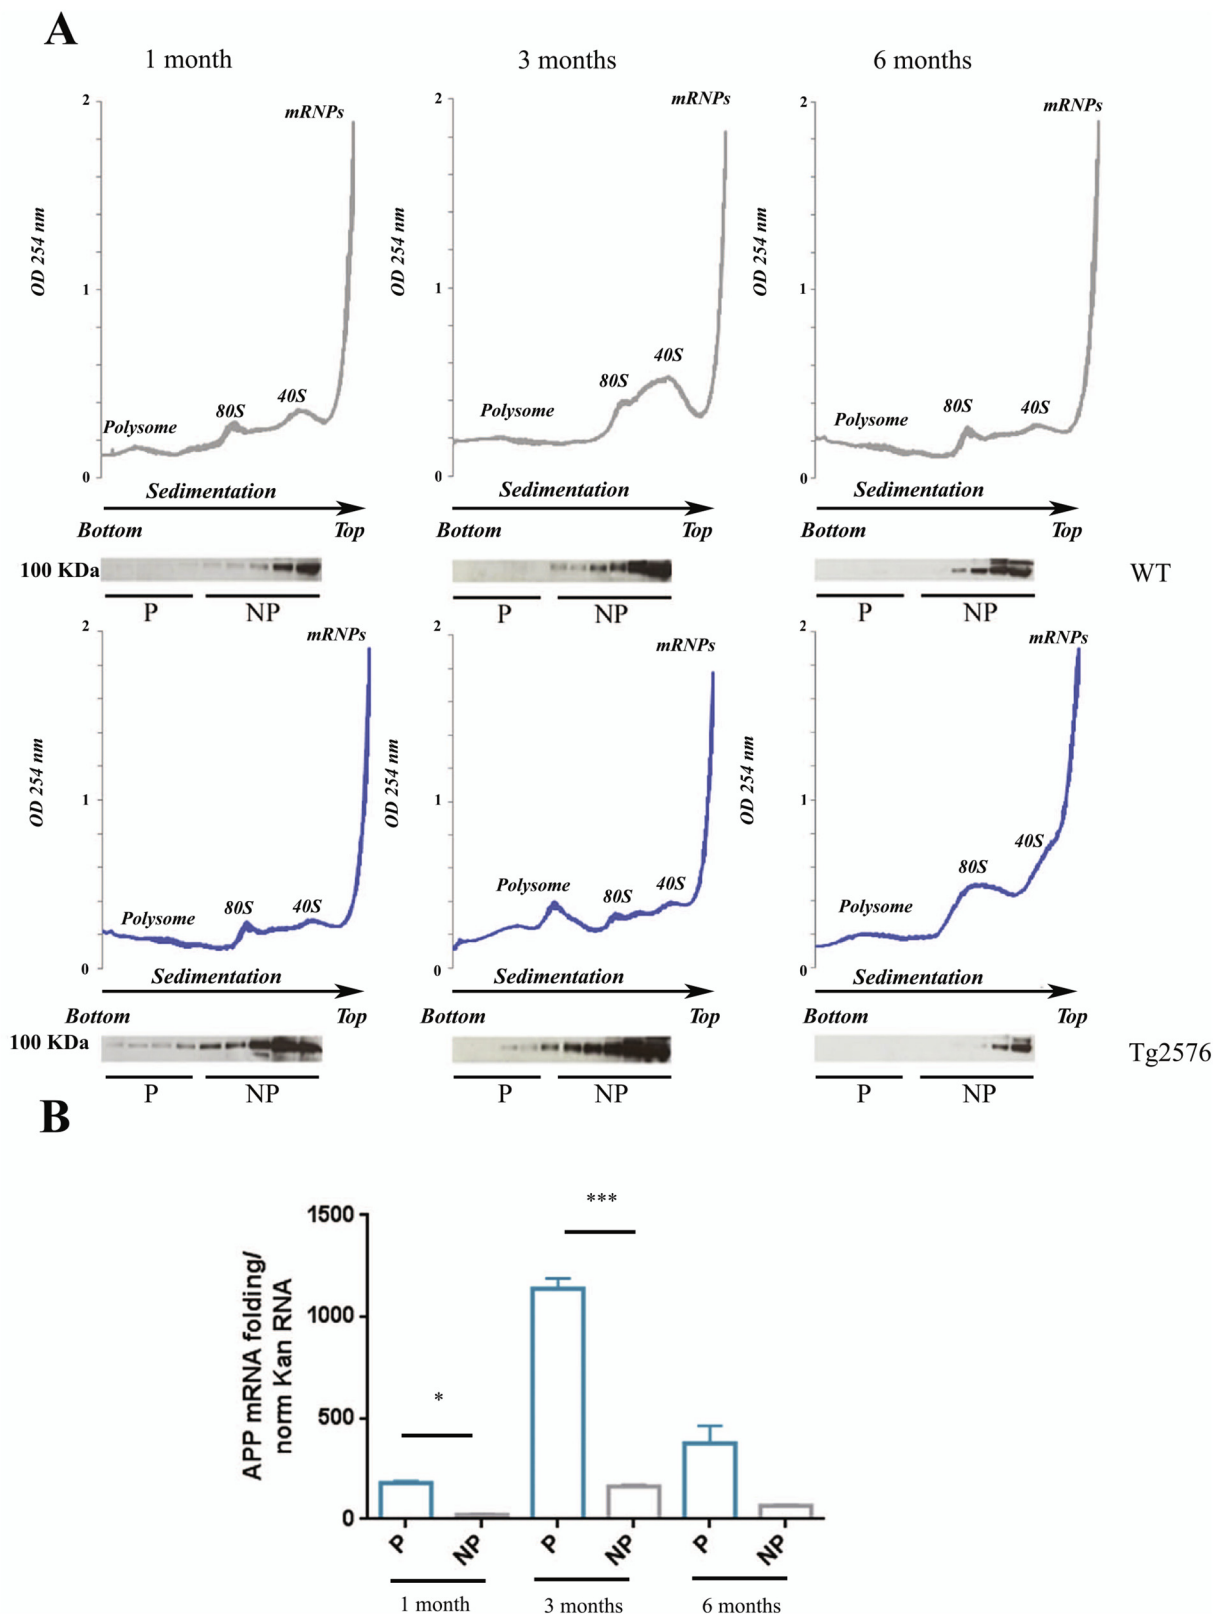 A
1 month
3 months
6 months
2
mRNPs
OD 254 nm
1
Polysome
80S
40S
0
Sedimentation
Bottom
Top
2
mRNPs
OD 254 nm
1
Polysome
80S
40S
0
Sedimentation
Bottom
Top
2
mRNPs
OD 254 nm
1
Polysome
80S
40S
0
Sedimentation
Bottom
Top
100 KDa
P
NP
P
NP
P
NP
WT
2
mRNPs
OD 254 nm
1
Polysome
80S
40S
0
Sedimentation
Bottom
Top
2
mRNPs
OD 254 nm
1
Polysome
80S
40S
0
Sedimentation
Bottom
Top
2
mRNPs
OD 254 nm
1
Polysome
80S
40S
0
Sedimentation
Bottom
Top
100 KDa
P
NP
P
NP
P
NP
Tg2576
B
APP mRNA folding/
norm Kan RNA
1500
1000
500
0
*
***
P
NP
P
NP
P
NP
1 month
3 months
6 months